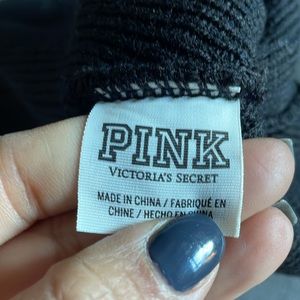 PINK
VICTORIA'S SECRET
MADE IN CHINA / FABRIQUÉ EN
CHINE / HECHO EN CHINA